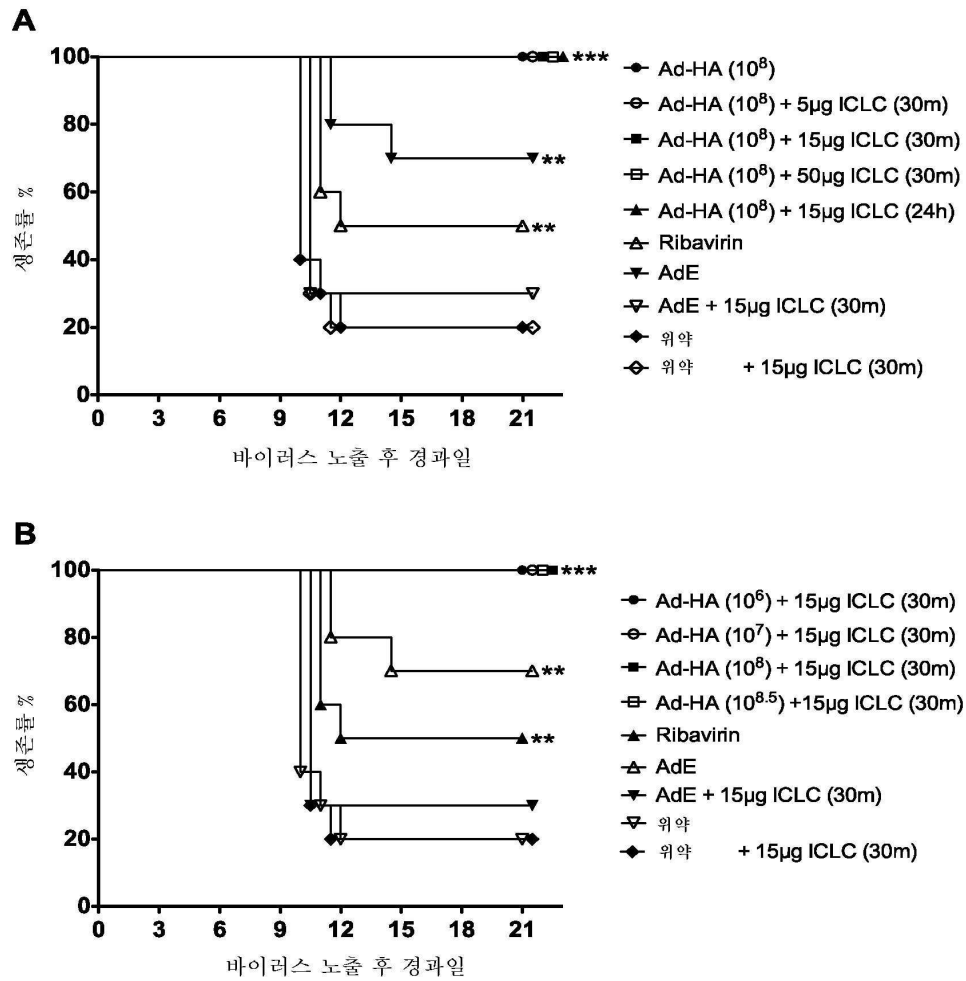 A
100
80
60
40
20
0
생존률 %
0 3 6 9 12 15 18 21
바이러스 노출 후 경과일
***
**
**
Ad-HA (10⁸)
Ad-HA (10⁸) + 5µg ICLC (30m)
Ad-HA (10⁸) + 15µg ICLC (30m)
Ad-HA (10⁸) + 50µg ICLC (30m)
Ad-HA (10⁸) + 15µg ICLC (24h)
Ribavirin
AdE
AdE + 15µg ICLC (30m)
위약
위약 + 15µg ICLC (30m)
B
100
80
60
40
20
0
생존률 %
0 3 6 9 12 15 18 21
바이러스 노출 후 경과일
***
**
**
Ad-HA (10⁶) + 15µg ICLC (30m)
Ad-HA (10⁷) + 15µg ICLC (30m)
Ad-HA (10⁸) + 15µg ICLC (30m)
Ad-HA (10⁸·⁵) +15µg ICLC (30m)
Ribavirin
AdE
AdE + 15µg ICLC (30m)
위약
위약 + 15µg ICLC (30m)